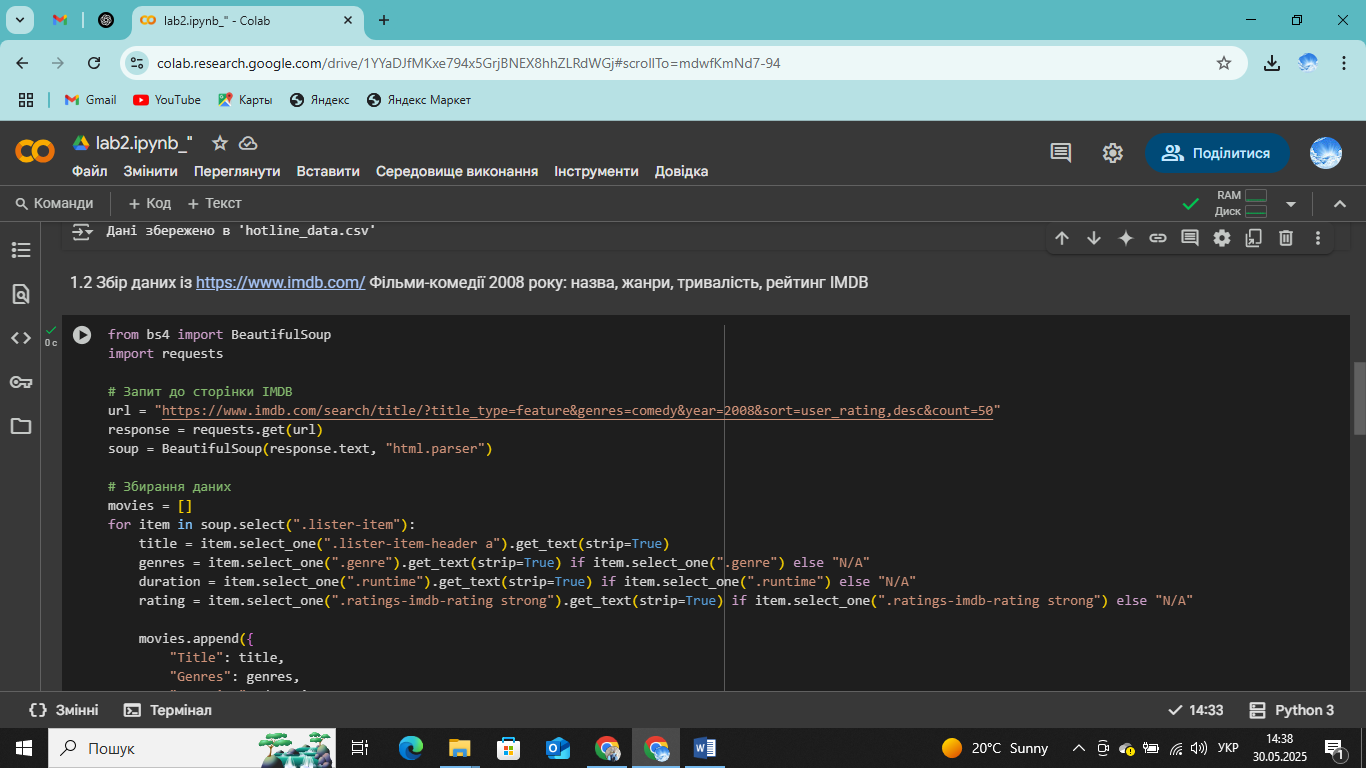 lab2.ipynb_" - Colab
colab.research.google.com/drive/1YYaDJfMKxe794x5GrjBNEX8hhZLRdWGj#scrollTo=mdwfKmNd7-94
Gmail YouTube Карты Яндекс Яндекс Маркет
lab2.ipynb_"
Файл Змінити Переглянути Вставити Середовище виконання Інструменти Довідка
Поділитися
Команди + Код + Текст
RAM
Диск
Дані збережено в 'hotline_data.csv'
1.2 Збір даних із https://www.imdb.com/ Фільми-комедії 2008 року: назва, жанри, тривалість, рейтинг IMDB
0 с
from bs4 import BeautifulSoup
import requests
# Запит до сторінки IMDB
url = "https://www.imdb.com/search/title/?title_type=feature&genres=comedy&year=2008&sort=user_rating,desc&count=50"
response = requests.get(url)
soup = BeautifulSoup(response.text, "html.parser")
# Збирання даних
movies = []
for item in soup.select(".lister-item"):
title = item.select_one(".lister-item-header a").get_text(strip=True)
genres = item.select_one(".genre").get_text(strip=True) if item.select_one(".genre") else "N/A"
duration = item.select_one(".runtime").get_text(strip=True) if item.select_one(".runtime") else "N/A"
rating = item.select_one(".ratings-imdb-rating strong").get_text(strip=True) if item.select_one(".ratings-imdb-rating strong") else "N/A"
movies.append({
"Title": title,
"Genres": genres,
Змінні Термінал
14:33 Python 3
Пошук
20°C Sunny
УКР
14:38
30.05.2025
1